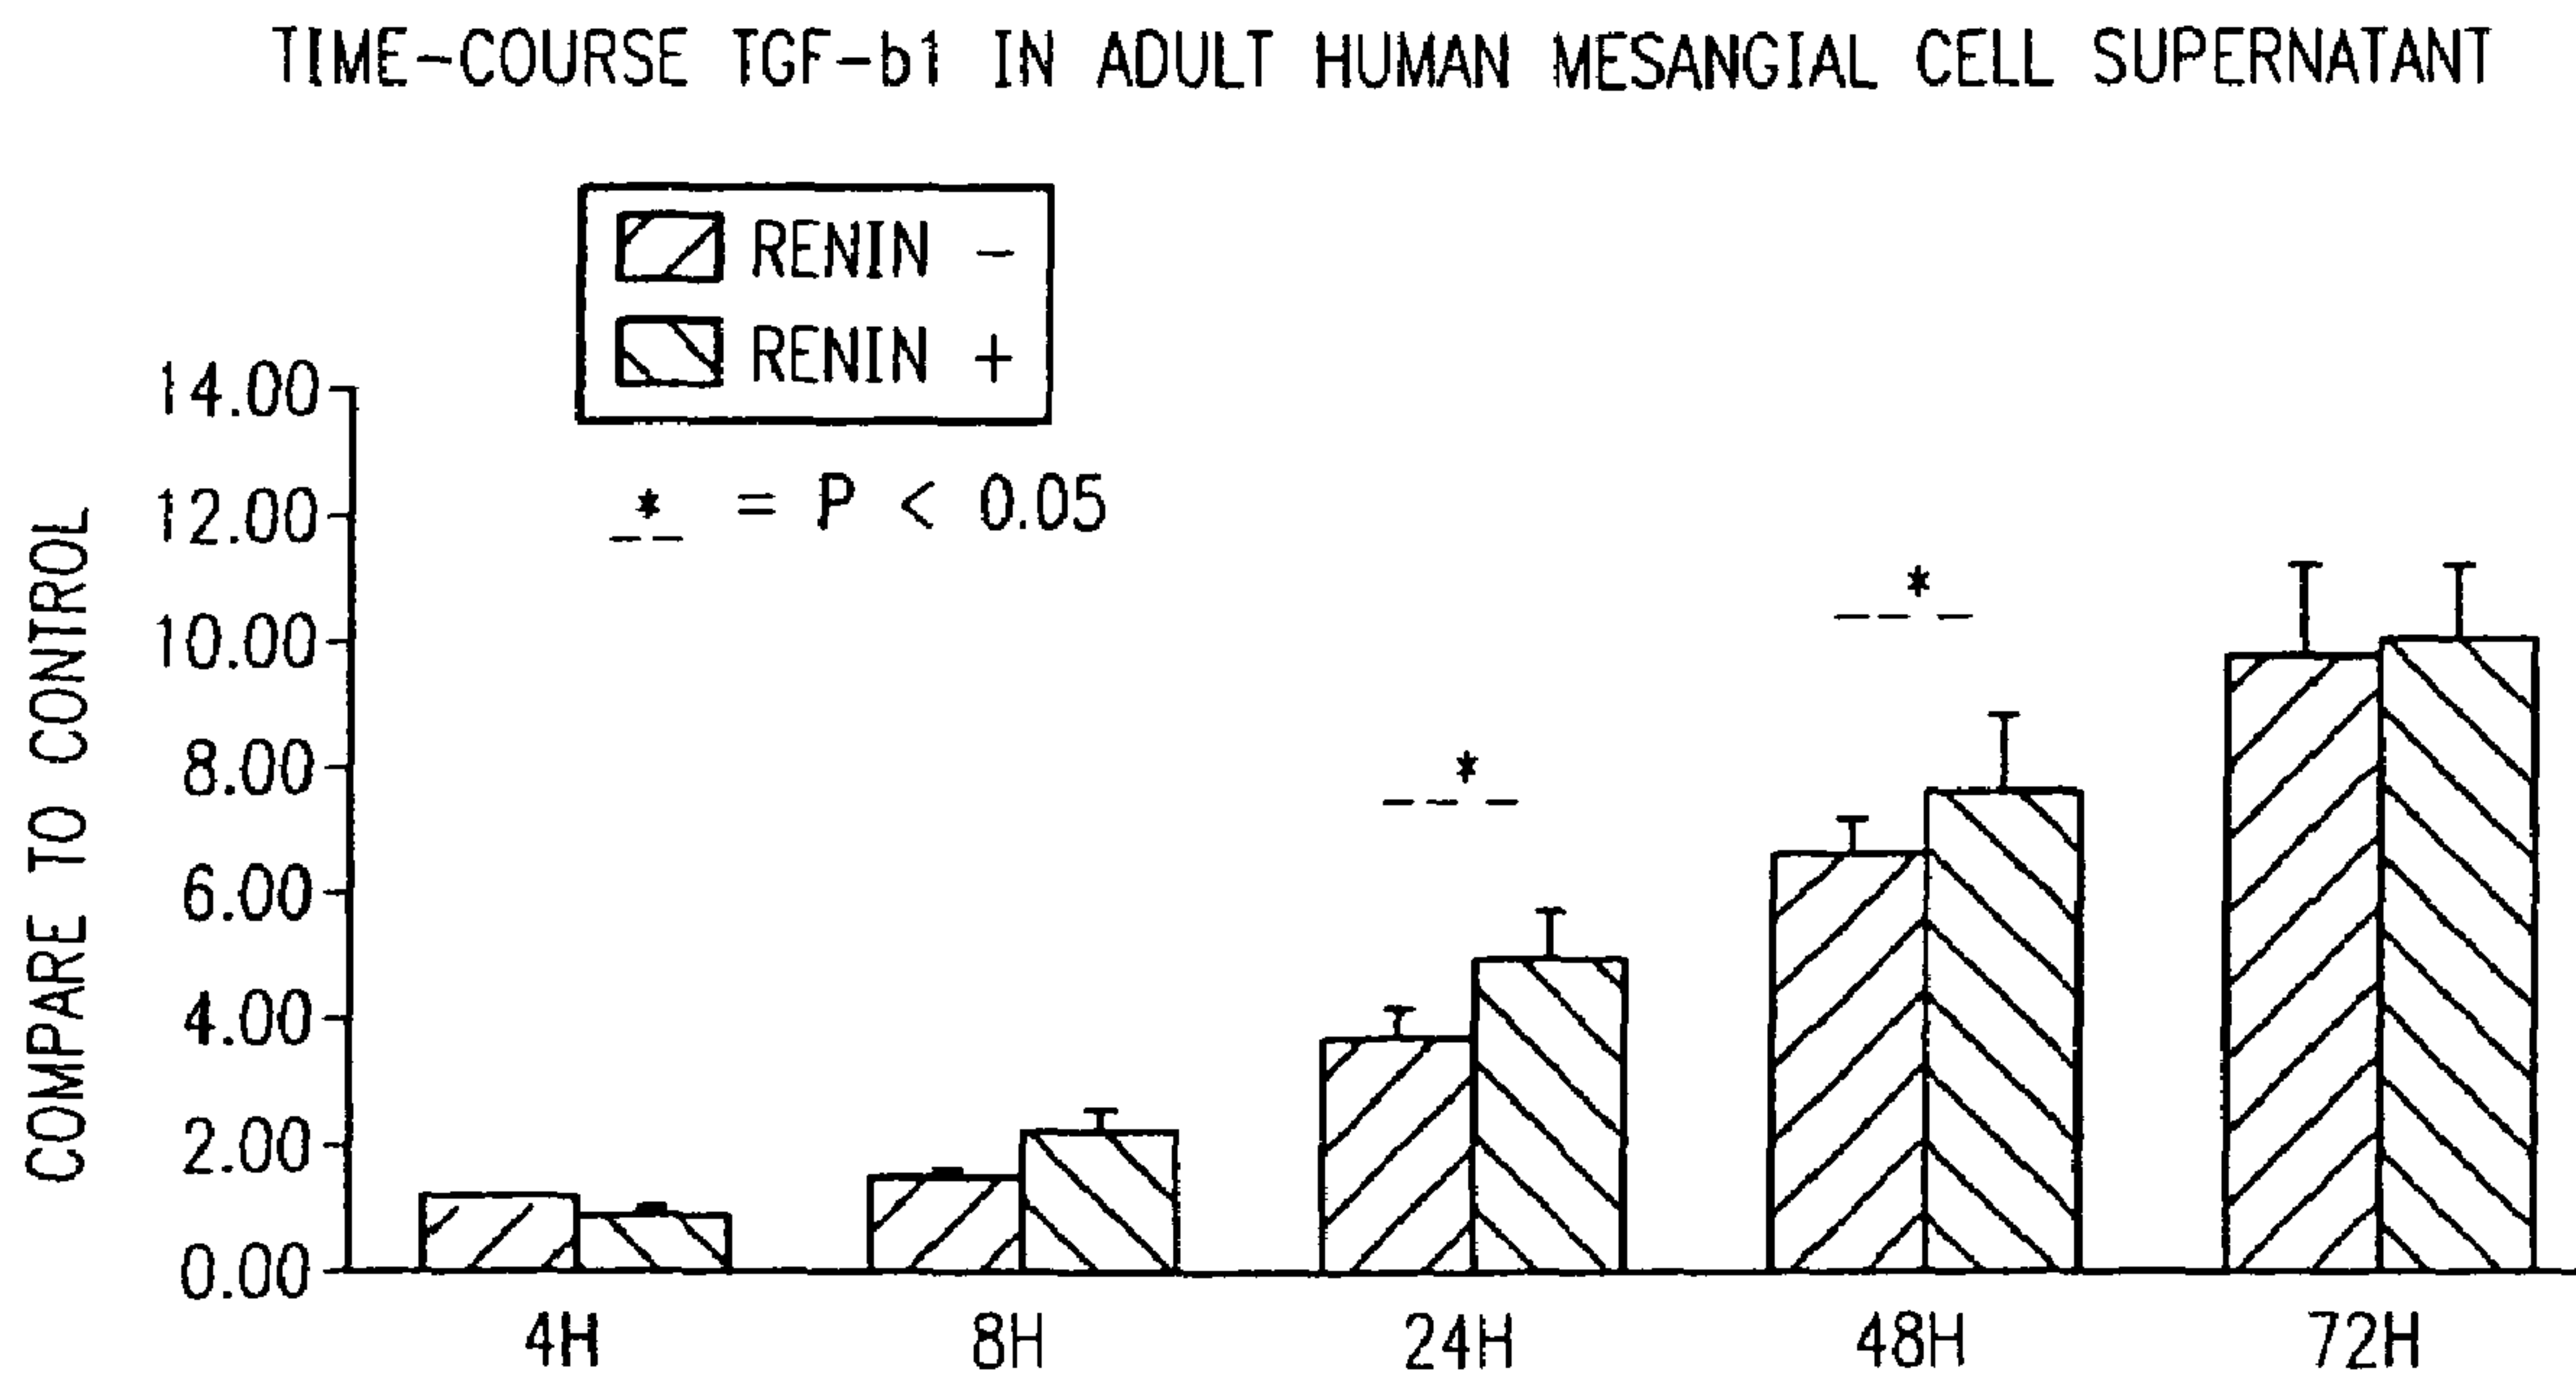 TIME-COURSE TGF-b1 IN ADULT HUMAN MESANGIAL CELL SUPERNATANT
RENIN -
RENIN +
* = P < 0.05
COMPARE TO CONTROL
14.00
12.00
10.00
8.00
6.00
4.00
2.00
0.00
*
*
4H 8H 24H 48H 72H